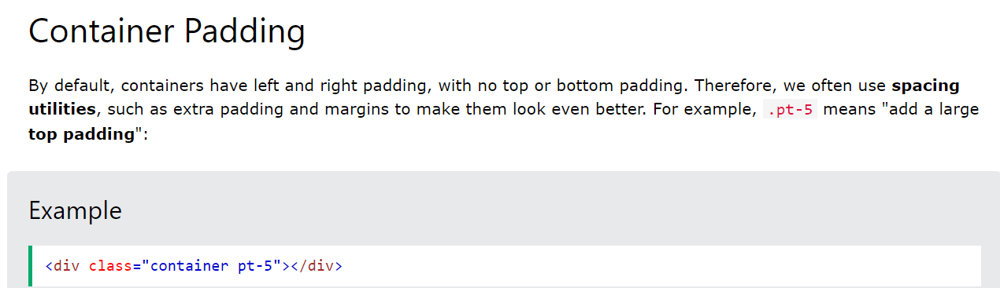 Container Padding
By default, containers have left and right padding, with no top or bottom padding. Therefore, we often use spacing
utilities, such as extra padding and margins to make them look even better. For example, .pt-5 means "add a large
top padding":
Example
<div class="container pt-5"></div>